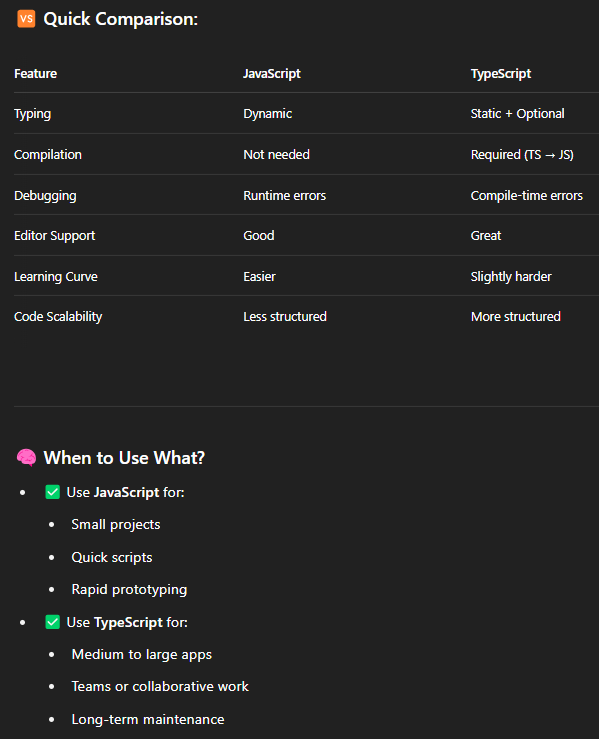 🆚 Quick Comparison:
Feature JavaScript TypeScript
Typing Dynamic Static + Optional
Compilation Not needed Required (TS → JS)
Debugging Runtime errors Compile-time errors
Editor Support Good Great
Learning Curve Easier Slightly harder
Code Scalability Less structured More structured
🧠 When to Use What?
• ✅ Use JavaScript for:
• Small projects
• Quick scripts
• Rapid prototyping
• ✅ Use TypeScript for:
• Medium to large apps
• Teams or collaborative work
• Long-term maintenance